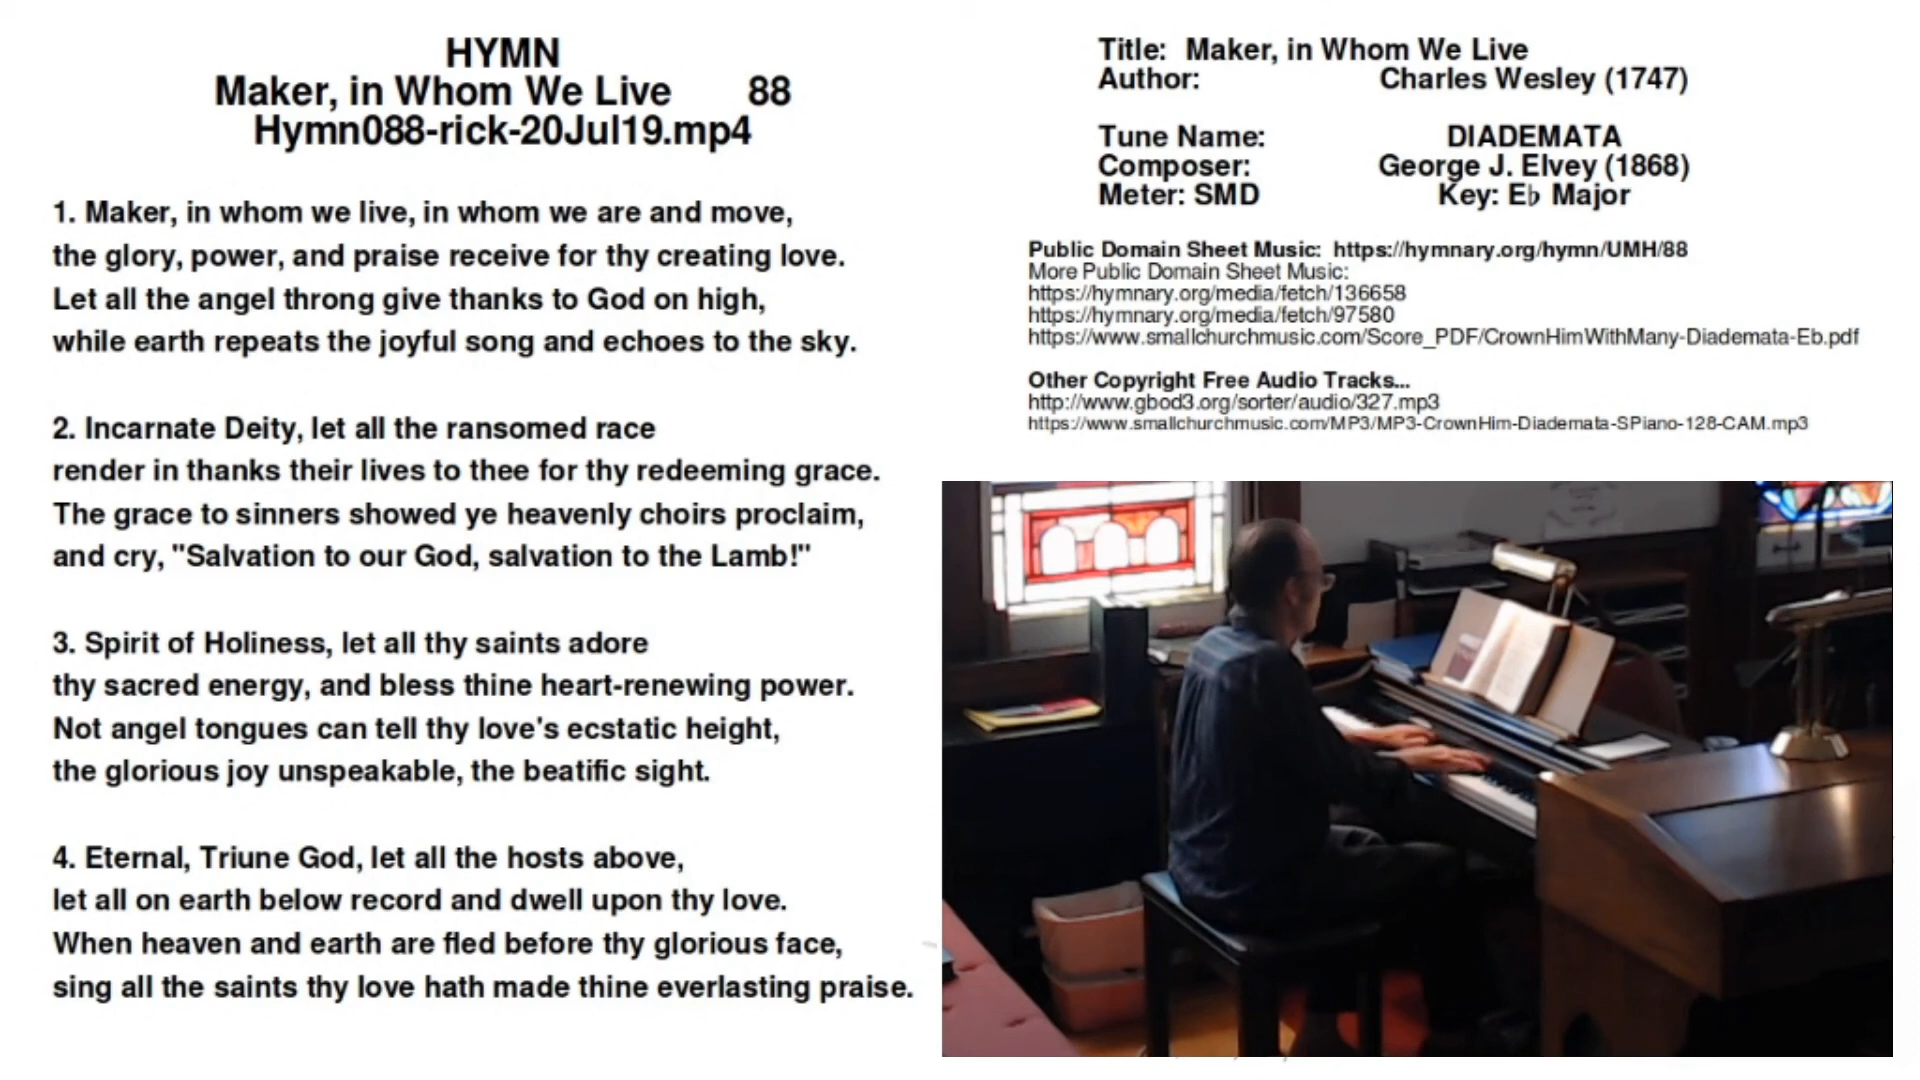 HYMN
Maker, in Whom We Live 88
Hymn088-rick-20Jul19.mp4
1. Maker, in whom we live, in whom we are and move,
the glory, power, and praise receive for thy creating love.
Let all the angel throng give thanks to God on high,
while earth repeats the joyful song and echoes to the sky.
2. Incarnate Deity, let all the ransomed race
render in thanks their lives to thee for thy redeeming grace.
The grace to sinners showed ye heavenly choirs proclaim,
and cry, "Salvation to our God, salvation to the Lamb!"
3. Spirit of Holiness, let all thy saints adore
thy sacred energy, and bless thine heart-renewing power.
Not angel tongues can tell thy love's ecstatic height,
the glorious joy unspeakable, the beatific sight.
4. Eternal, Triune God, let all the hosts above,
let all on earth below record and dwell upon thy love.
When heaven and earth are fled before thy glorious face,
sing all the saints thy love hath made thine everlasting praise.
Title: Maker, in Whom We Live
Author: Charles Wesley (1747)
Tune Name: DIADEMATA
Composer: George J. Elvey (1868)
Meter: SMD Key: E♭ Major
Public Domain Sheet Music: https://hymnary.org/hymn/UMH/88
More Public Domain Sheet Music:
https://hymnary.org/media/fetch/136658
https://hymnary.org/media/fetch/97580
https://www.smallchurchmusic.com/Score_PDF/CrownHimWithMany-Diademata-Eb.pdf
Other Copyright Free Audio Tracks...
http://www.gbod3.org/sorter/audio/327.mp3
https://www.smallchurchmusic.com/MP3/MP3-CrownHim-Diademata-SPiano-128-CAM.mp3